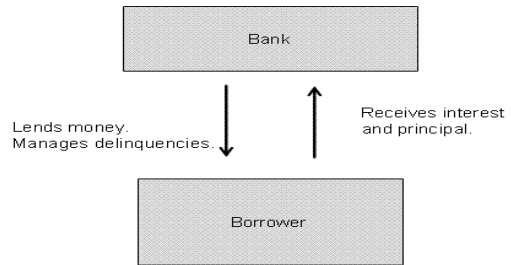 Bank
Lends money.
Manages delinquencies.
Receives interest
and principal.
Borrower